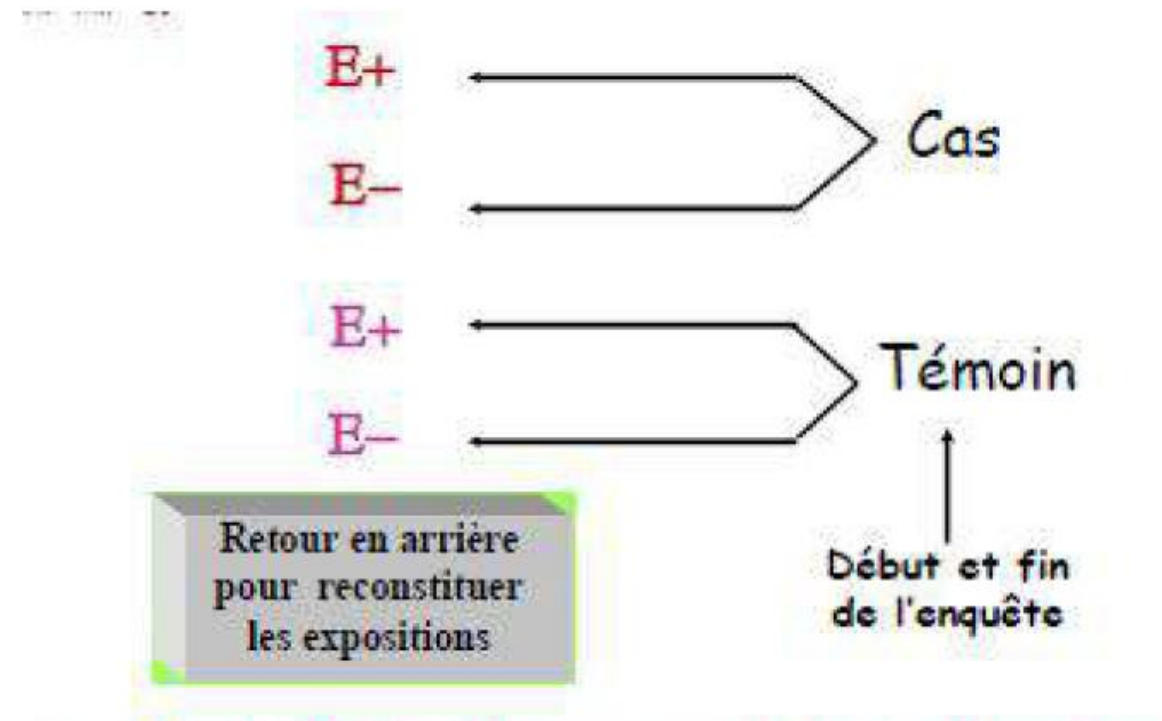 E+
Cas
E–
E+
Témoin
E–
Retour en arrière
pour reconstituer
les expositions
Début et fin
de l'enquête